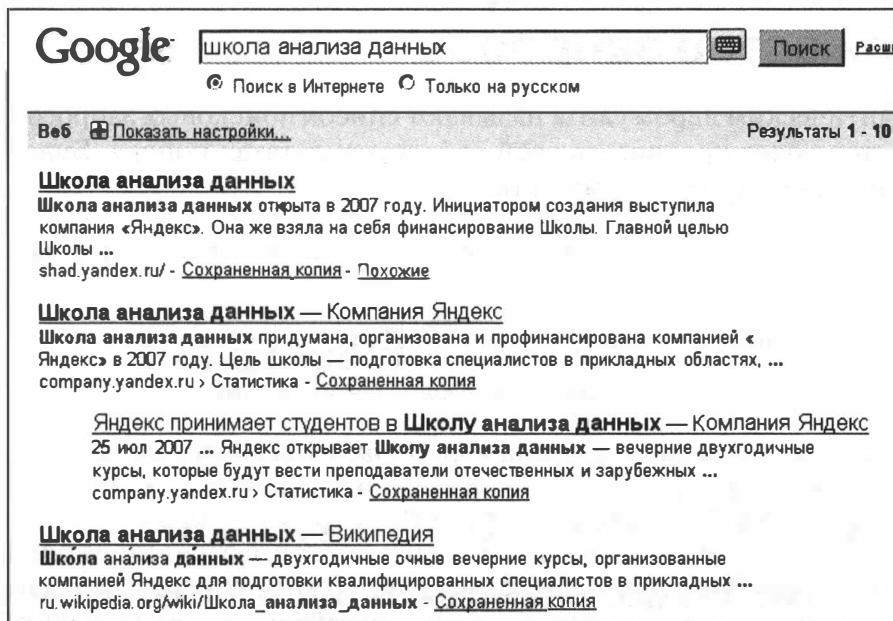 Google школа анализа данных Поиск Расш
Поиск в Интернете Только на русском
Веб Показать настройки... Результаты 1 - 10
Школа анализа данных
Школа анализа данных открыта в 2007 году. Инициатором создания выступила
компания «Яндекс». Она же взяла на себя финансирование Школы. Главной целью
Школы ...
shad.yandex.ru/ - Сохраненная копия - Похожие
Школа анализа данных — Компания Яндекс
Школа анализа данных придумана, организована и профинансирована компанией «
Яндекс» в 2007 году. Цель школы — подготовка специалистов в прикладных областях, ...
company.yandex.ru › Статистика - Сохраненная копия
Яндекс принимает студентов в Школу анализа данных — Компания Яндекс
25 июл 2007 ... Яндекс открывает Школу анализа данных — вечерние двухгодичные
курсы, которые будут вести преподаватели отечественных и зарубежных ...
company.yandex.ru › Статистика - Сохраненная копия
Школа анализа данных — Википедия
Шко́ла ана́лиза да́нных — двухгодичные очные вечерние курсы, организованные
компанией Яндекс для подготовки квалифицированных специалистов в прикладных ...
ru.wikipedia.org/wiki/Школа_анализа_данных - Сохраненная копия